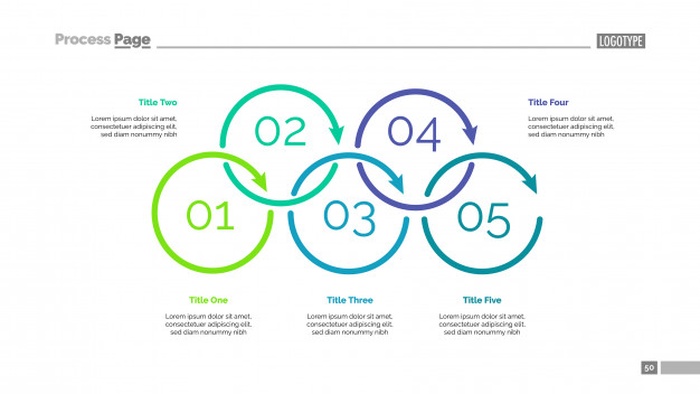 Process Page
LOGOTYPE
Title Two
Lorem ipsum dolor sit amet,
consectetuer adipiscing elit,
sed diam nonummy nibh
02
04
Title Four
Lorem ipsum dolor sit amet,
consectetuer adipiscing elit,
sed diam nonummy nibh
01
03
05
Title One
Lorem ipsum dolor sit amet,
consectetuer adipiscing elit,
sed diam nonummy nibh
Title Three
Lorem ipsum dolor sit amet,
consectetuer adipiscing elit,
sed diam nonummy nibh
Title Five
Lorem ipsum dolor sit amet,
consectetuer adipiscing elit,
sed diam nonummy nibh
50